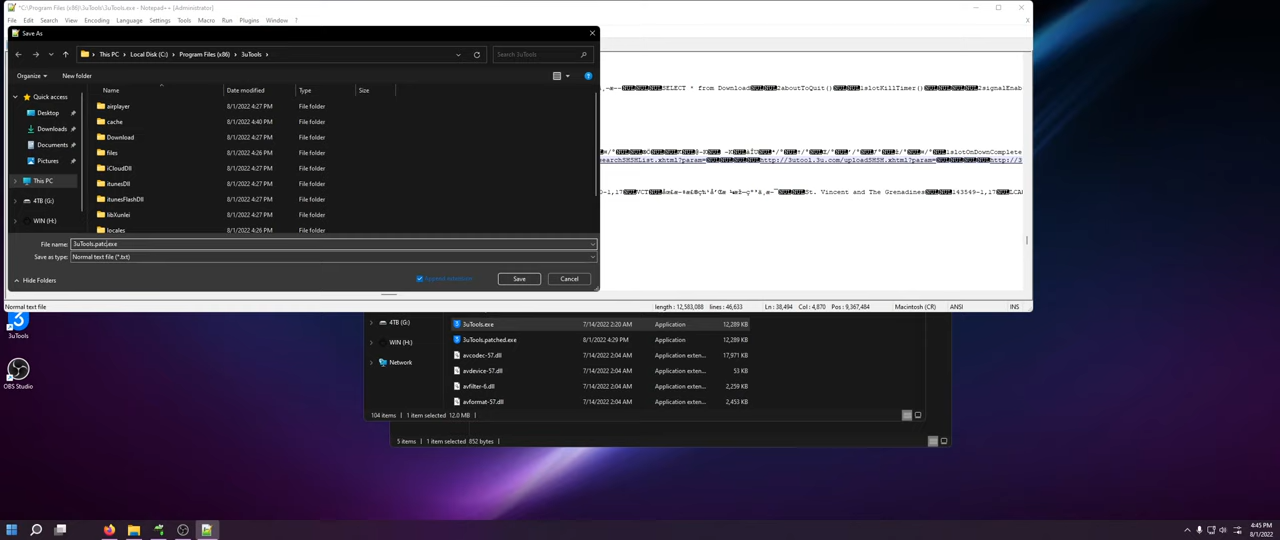 *C:\Program Files (x86)\3uTools\3uTools.exe - Notepad++ [Administrator]
File Edit Search View Encoding Language Settings Tools Macro Run Plugins Window ?
Save As
This PC > Local Disk (C:) > Program Files (x86) > 3uTools >
Search 3uTools
Organize New folder
Name Date modified Type Size
Quick access
Desktop
Downloads
Documents
Pictures
This PC
4TB (G:)
WIN (H:)
airplayer 8/1/2022 4:27 PM File folder
cache 8/1/2022 4:40 PM File folder
Download 8/1/2022 4:27 PM File folder
files 8/1/2022 4:26 PM File folder
iCloudDll 8/1/2022 4:27 PM File folder
itunesDll 8/1/2022 4:27 PM File folder
itunesFlashDll 8/1/2022 4:27 PM File folder
libXunlei 8/1/2022 4:27 PM File folder
locales 8/1/2022 4:26 PM File folder
File name: 3uTools.patc.exe
Save as type: Normal text file (*.txt)
Hide Folders
Save Cancel
SELECT * from Download 2aboutToQuit() 1slotKillTimer() 2signalEnab
1slotOnDownComplete
earchSHSHList.xhtml?param= http://3utool.3u.com/uploadSHSH.xhtml?param= http://3
St. Vincent and The Grenadines 143549-1,17 LCA
Normal text file length : 12,583,088 lines : 46,633 Ln : 38,494 Col : 4,870 Pos : 9,367,484 Macintosh (CR) ANSI INS
3uTools
OBS Studio
4TB (G:)
WIN (H:)
Network
3uTools.exe 7/14/2022 2:20 AM Application 12,289 KB
3uTools.patched.exe 8/1/2022 4:29 PM Application 12,289 KB
avcodec-57.dll 7/14/2022 2:04 AM Application exten... 17,971 KB
avdevice-57.dll 7/14/2022 2:04 AM Application exten... 53 KB
avfilter-6.dll 7/14/2022 2:04 AM Application exten... 2,259 KB
avformat-57.dll 7/14/2022 2:04 AM Application exten... 2,453 KB
104 items 1 item selected 12.0 MB
5 items 1 item selected 852 bytes
4:45 PM
8/1/2022